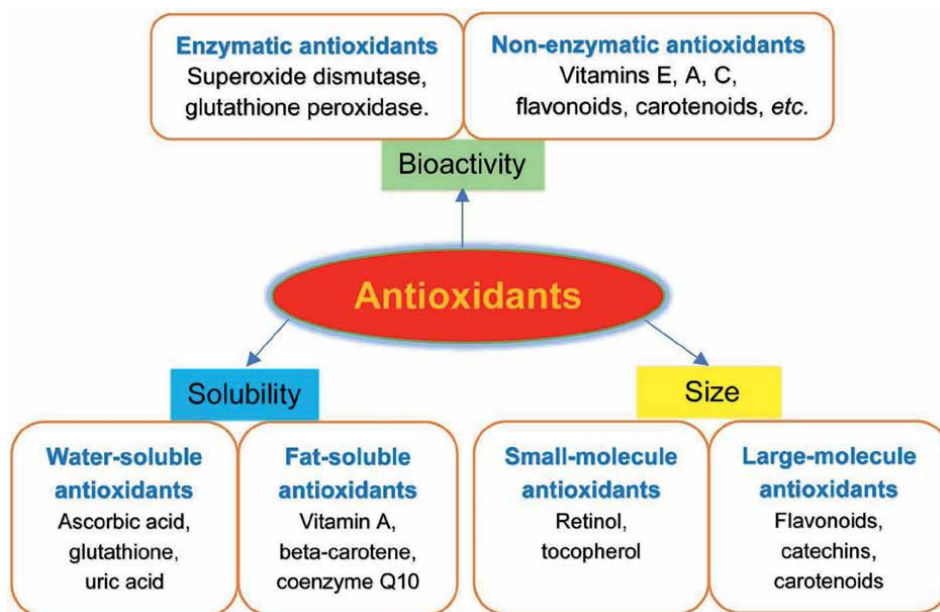 Enzymatic antioxidants
Superoxide dismutase,
glutathione peroxidase.
Non-enzymatic antioxidants
Vitamins E, A, C,
flavonoids, carotenoids, etc.
Bioactivity
Antioxidants
Solubility
Size
Water-soluble
antioxidants
Ascorbic acid,
glutathione,
uric acid
Fat-soluble
antioxidants
Vitamin A,
beta-carotene,
coenzyme Q10
Small-molecule
antioxidants
Retinol,
tocopherol
Large-molecule
antioxidants
Flavonoids,
catechins,
carotenoids